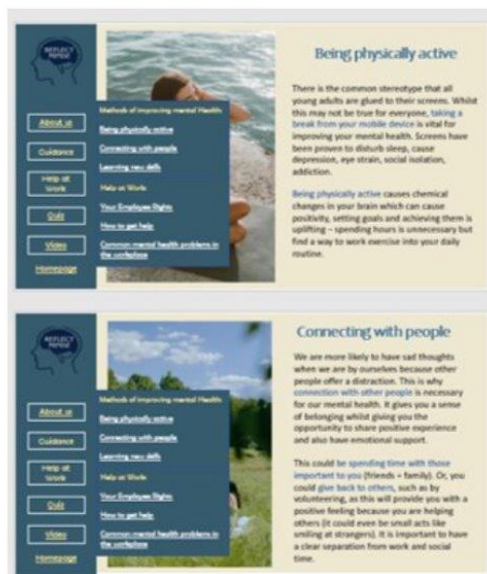 REFLECT
MENTAL
Being physically active
About us
Guidance
Help at
Work
Quiz
Video
Homepage
Methods of improving mental Health
Being physically active
Connecting with people
Learning new skills
Help at Work
Your Employee Rights
How to get help
Common mental health problems in
the workplace
There is the common stereotype that all
young adults are glued to their screens. Whilst
this may not be true for everyone, taking a
break from your mobile device is vital for
improving your mental health. Screens have
been proven to disturb sleep, cause
depression, eye strain, social isolation,
addiction.
Being physically active causes chemical
changes in your brain which can cause
positivity, setting goals and achieving them is
uplifting – spending hours is unnecessary but
find a way to work exercise into your daily
routine.
REFLECT
Connecting with people
About us
Guidance
Help at
Work
Quiz
Video
Homepage
Methods of improving mental Health
Being physically active
Connecting with people
Learning new skills
Help at Work
Your Employee Rights
How to get help
Common mental health problems in
the workplace
We are more likely to have sad thoughts
when we are by ourselves because other
people offer a distraction. This is why
connection with other people is necessary
for our mental health. It gives you a sense
of belonging whilst giving you the
opportunity to share positive experience
and also have emotional support.
This could be spending time with those
important to you (friends – family). Or, you
could give back to others, such as by
volunteering, as this will provide you with a
positive feeling because you are helping
others (it could even be small acts like
smiling at strangers). It is important to have
a clear separation from work and social
time.